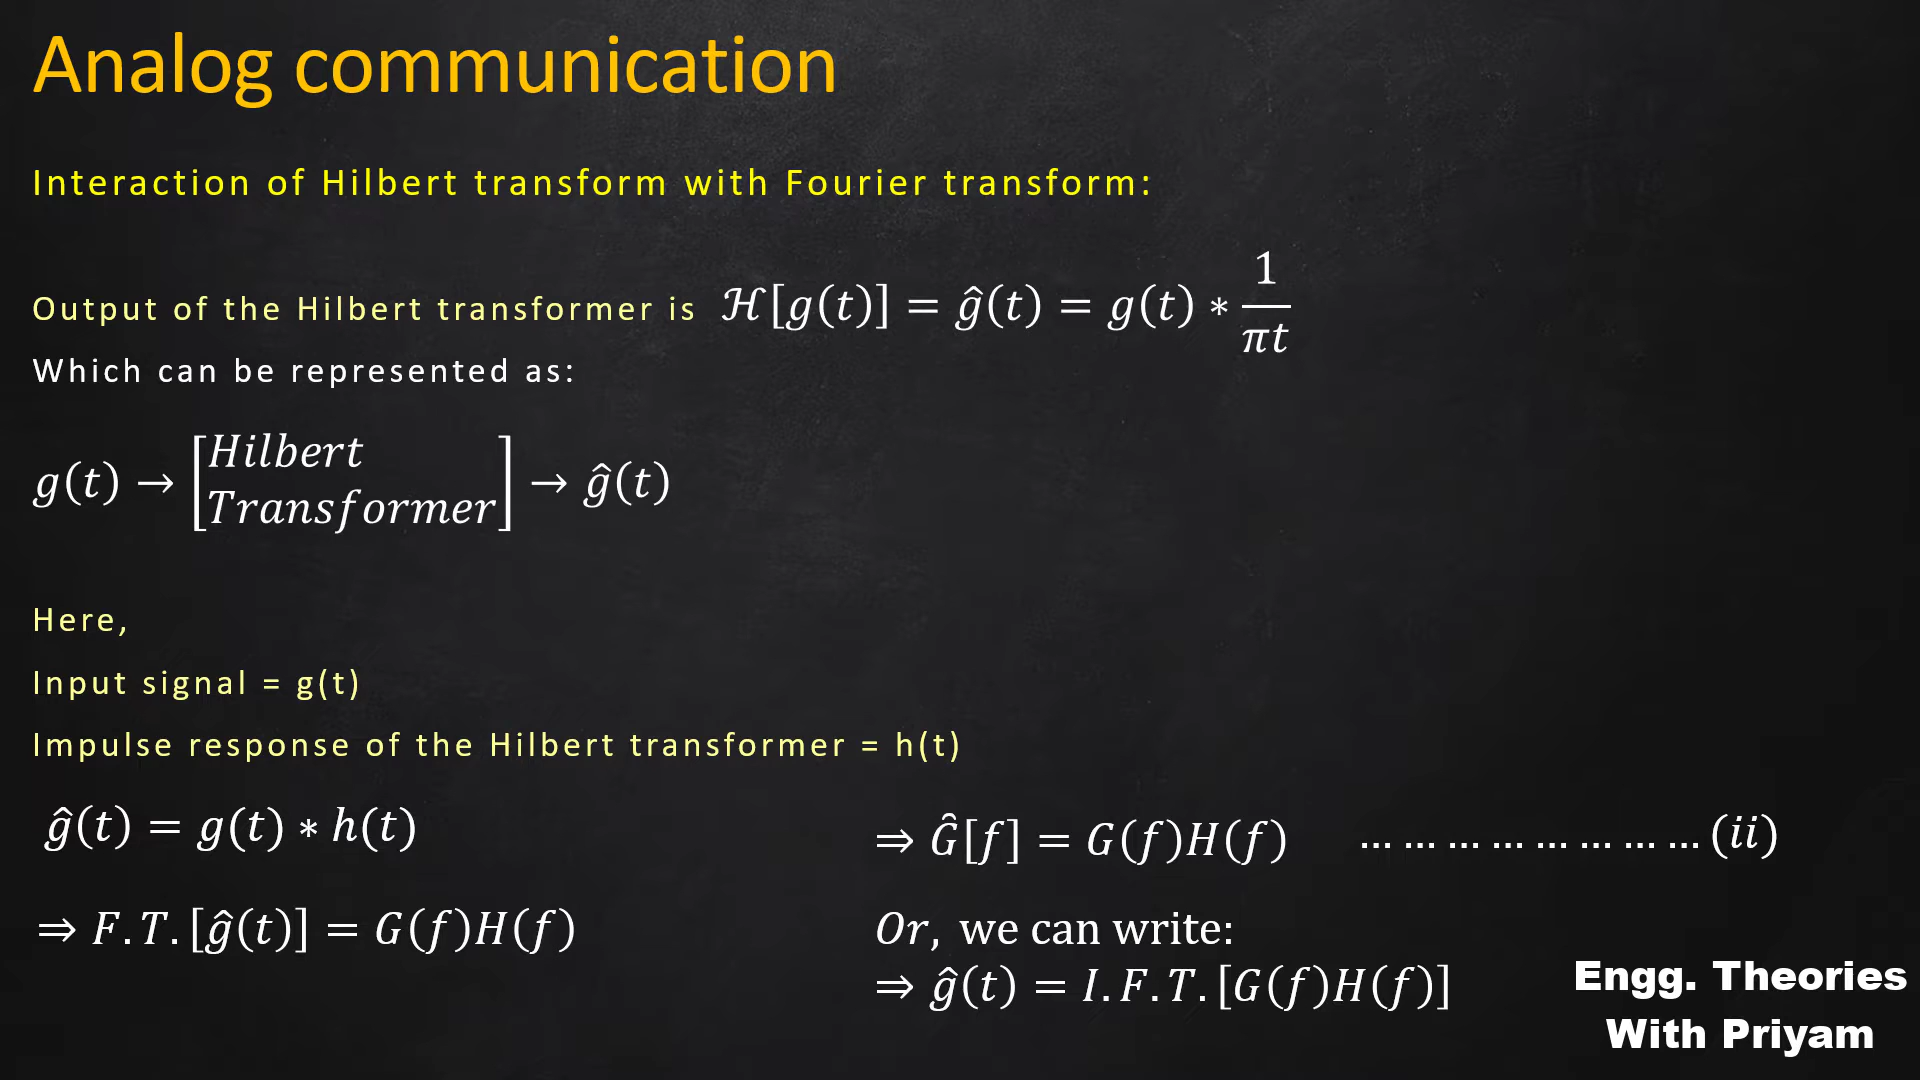 Analog communication
Interaction of Hilbert transform with Fourier transform:
Output of the Hilbert transformer is ℋ[g(t)] = ĝ(t) = g(t) ∗ 1/πt
Which can be represented as:
g(t) → [Hilbert Transformer] → ĝ(t)
Here,
Input signal = g(t)
Impulse response of the Hilbert transformer = h(t)
ĝ(t) = g(t) ∗ h(t)
⇒ F.T.[ĝ(t)] = G(f)H(f)
⇒ Ĝ[f] = G(f)H(f) … … … … … … … … (ii)
Or, we can write:
⇒ ĝ(t) = I.F.T.[G(f)H(f)]
Engg. Theories
With Priyam